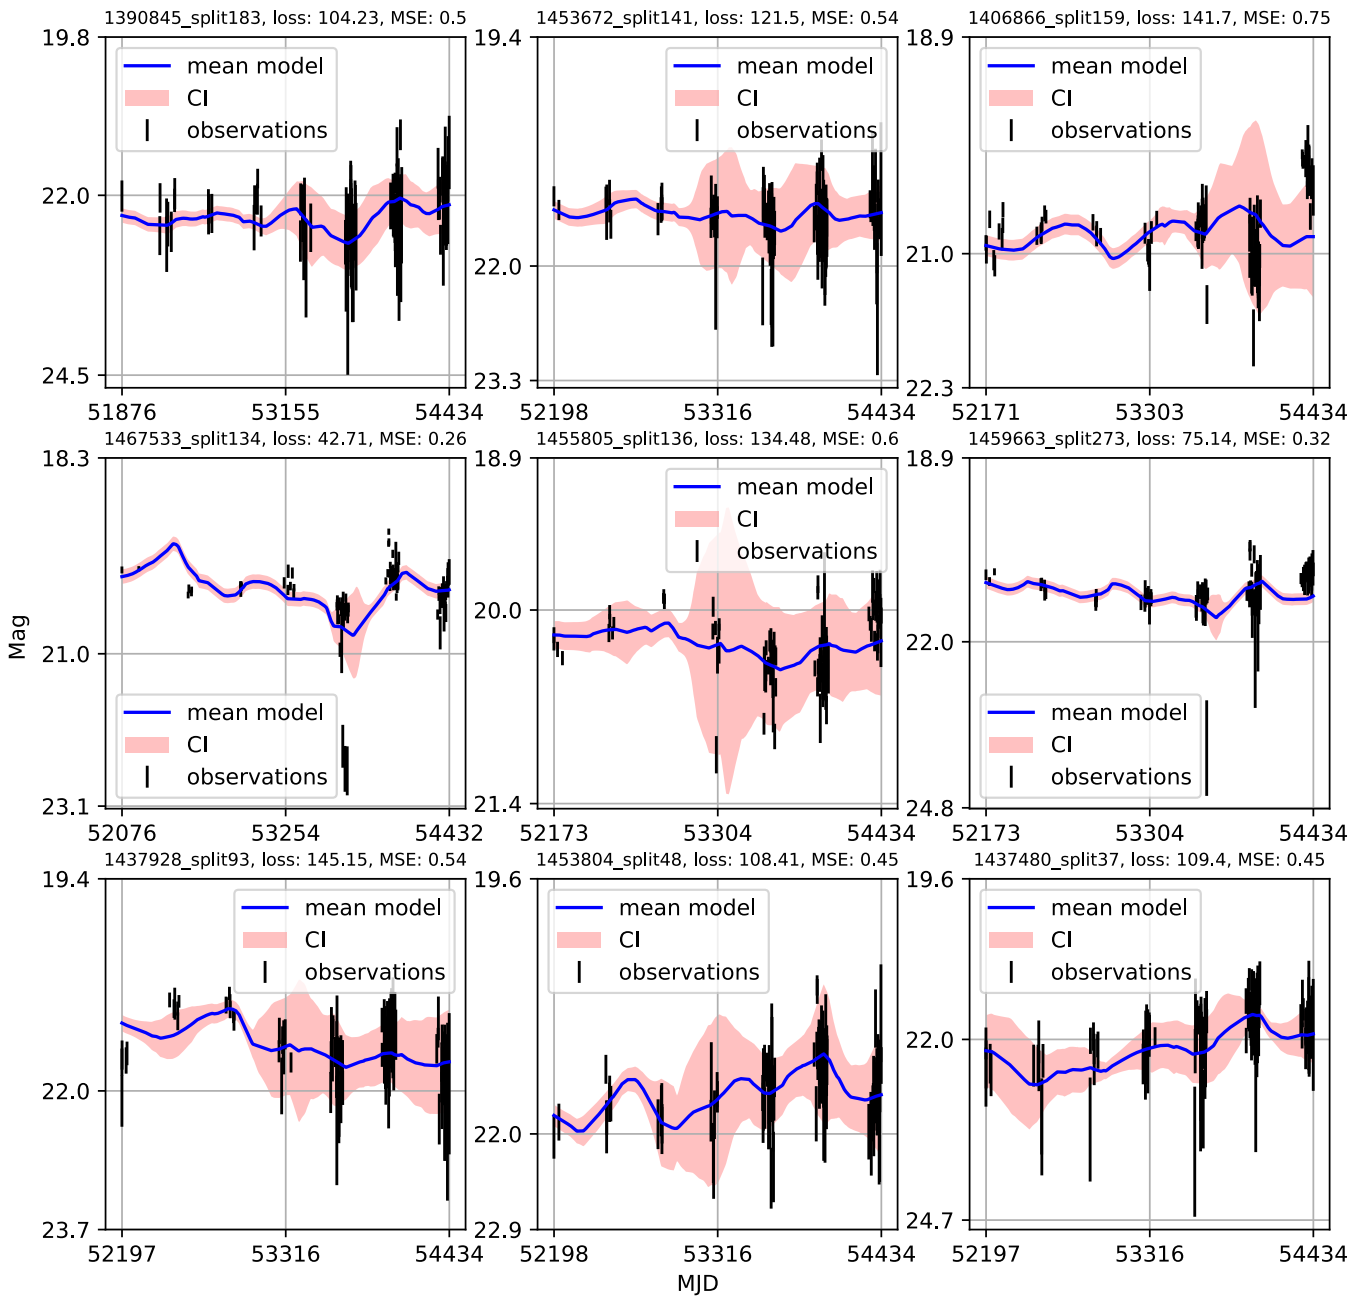 1390845_split183, loss: 104.23, MSE: 0.5
19.8
22.0
24.5
mean model
CI
observations
51876
53155
54434
1453672_split141, loss: 121.5, MSE: 0.54
19.4
22.0
23.3
mean model
CI
observations
52198
53316
54434
1406866_split159, loss: 141.7, MSE: 0.75
18.9
21.0
22.3
mean model
CI
observations
52171
53303
54434
Mag
1467533_split134, loss: 42.71, MSE: 0.26
18.3
21.0
23.1
mean model
CI
observations
52076
53254
54432
1455805_split136, loss: 134.48, MSE: 0.6
18.9
20.0
21.4
mean model
CI
observations
52173
53304
54434
1459663_split273, loss: 75.14, MSE: 0.32
18.9
22.0
24.8
mean model
CI
observations
52173
53304
54434
1437928_split93, loss: 145.15, MSE: 0.54
19.4
22.0
23.7
mean model
CI
observations
52197
53316
54434
1453804_split48, loss: 108.41, MSE: 0.45
19.6
22.0
22.9
mean model
CI
observations
52198
53316
54434
1437480_split37, loss: 109.4, MSE: 0.45
19.6
22.0
24.7
mean model
CI
observations
52197
53316
54434
MJD